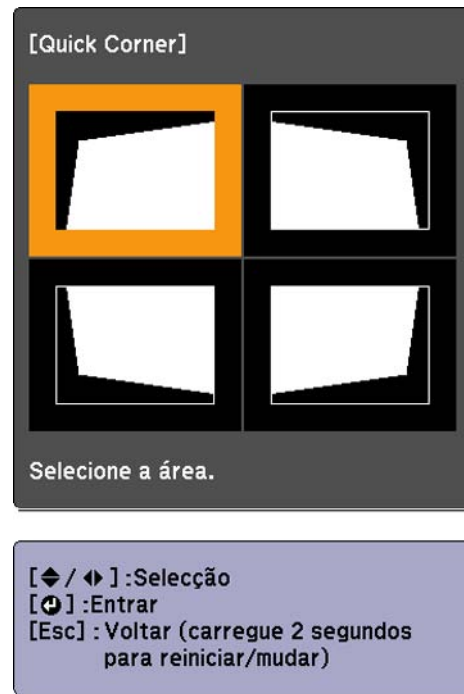 [Quick Corner]
Selecione a área.
[ / ] :Selecção
[ ] :Entrar
[Esc] : Voltar (carregue 2 segundos
para reiniciar/mudar)